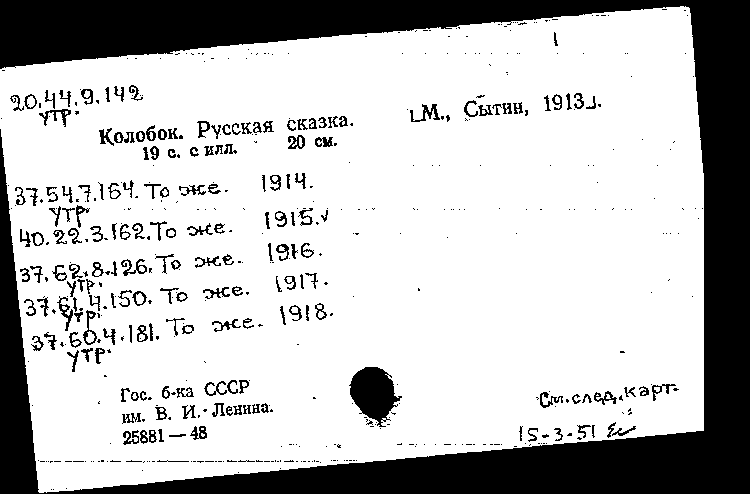 1
20.44.9.142
утр.
Колобок. Русская сказка. [М., Сытин, 1913].
19 с. с илл. 20 см.
37.54.7.164. То же. 1914.
утр.
40.22.3.162. То же. 1915.✓
37.62.8.126. То же. 1916.
утр.
37.61.4.150. То же. 1917.
утр.
37.60.4.181. То же. 1918.
утр.
Гос. б-ка СССР
им. В. И. Ленина.
25881—48
См. след. карт.
15-3-51